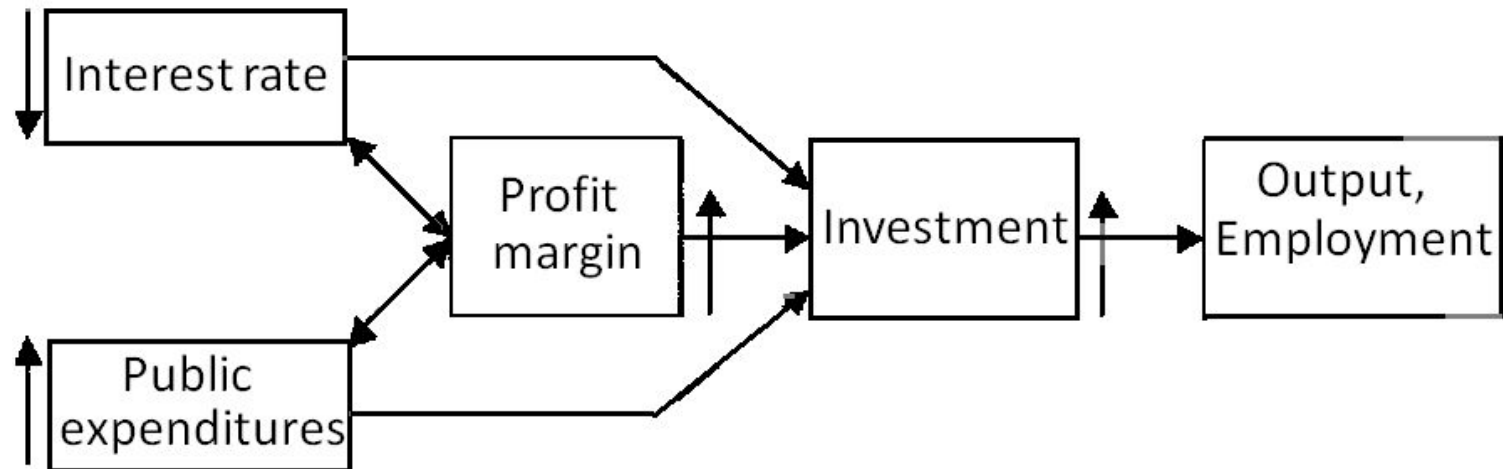 Interest rate
Profit
margin
Investment
Output,
Employment
Public
expenditures